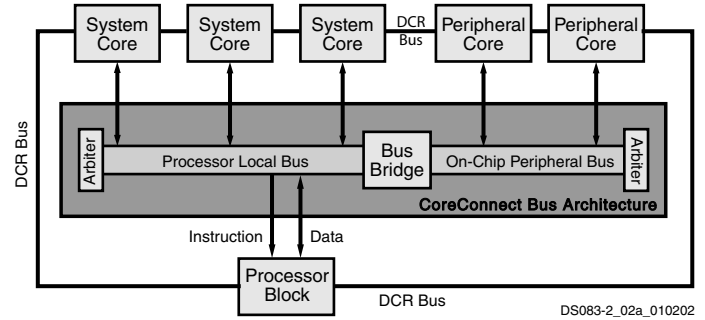 System Core
System Core
System Core
DCR Bus
Peripheral Core
Peripheral Core
DCR Bus
Arbiter
Processor Local Bus
Bus Bridge
On-Chip Peripheral Bus
Arbiter
CoreConnect Bus Architecture
Instruction
Data
Processor Block
DCR Bus
DS083-2_02a_010202